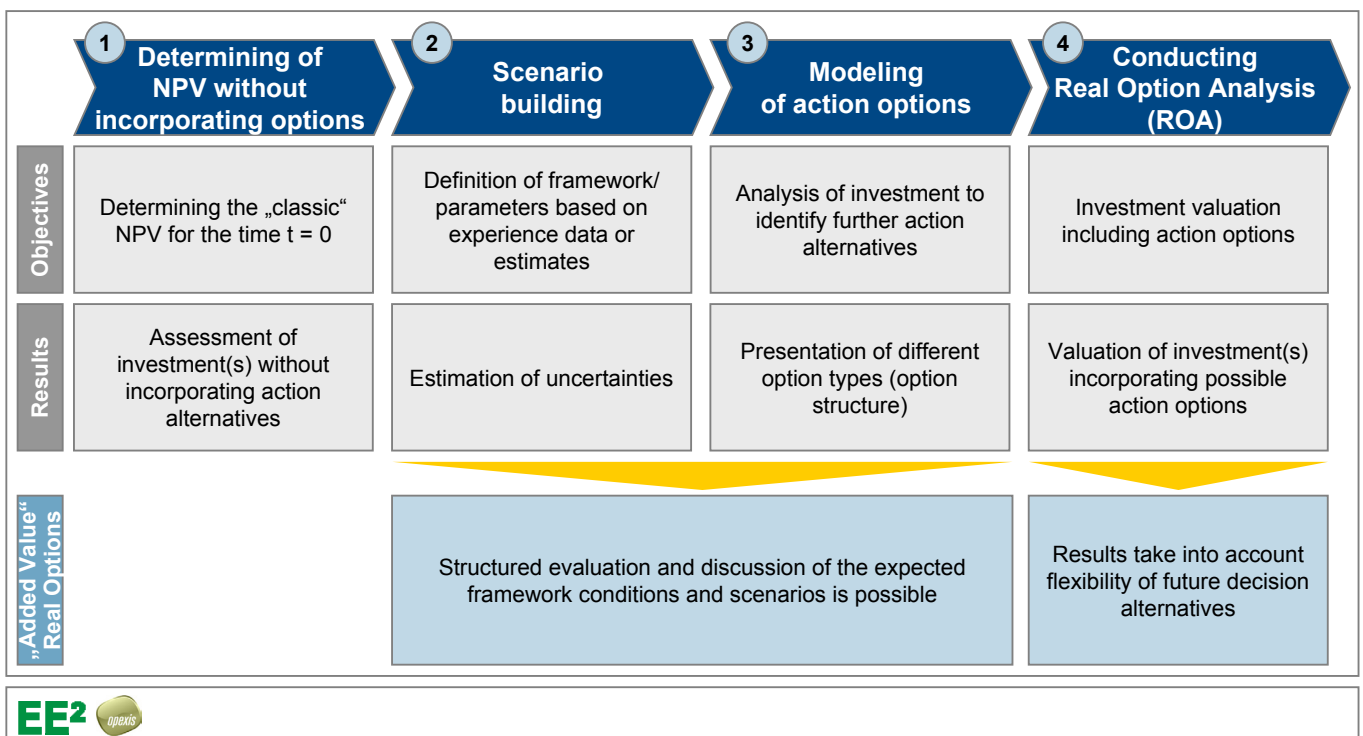 1
Determining of
NPV without
incorporating options
2
Scenario
building
3
Modeling
of action options
4
Conducting
Real Option Analysis
(ROA)
Objectives
Determining the „classic“
NPV for the time t = 0
Definition of framework/
parameters based on
experience data or
estimates
Analysis of investment to
identify further action
alternatives
Investment valuation
including action options
Results
Assessment of
investment(s) without
incorporating action
alternatives
Estimation of uncertainties
Presentation of different
option types (option
structure)
Valuation of investment(s)
incorporating possible
action options
„Added Value“
Real Options
Structured evaluation and discussion of the expected
framework conditions and scenarios is possible
Results take into account
flexibility of future decision
alternatives
EE²
opexis